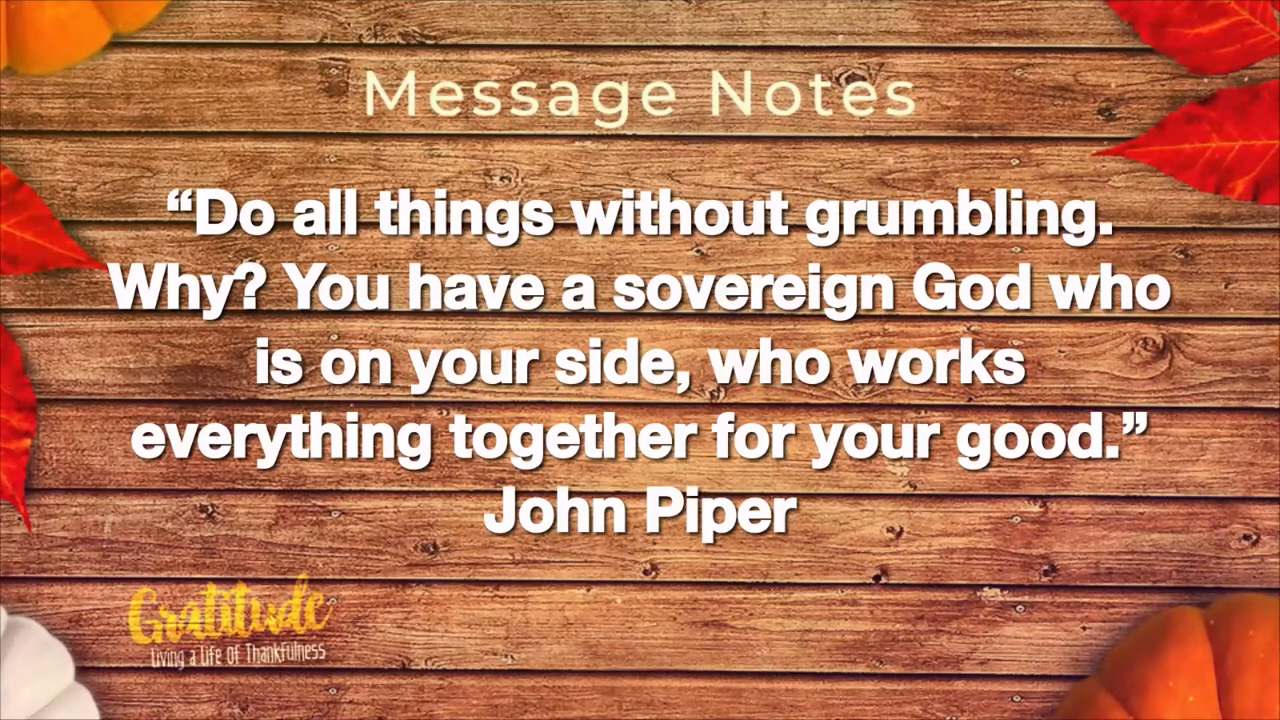 Message Notes
“Do all things without grumbling.
Why? You have a sovereign God who
is on your side, who works
everything together for your good.”
John Piper
Gratitude
Living a Life of Thankfulness